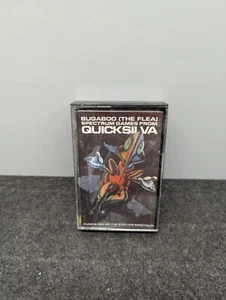 BUGABOO (THE FLEA)
SPECTRUM GAMES FROM
QUICKSILVA